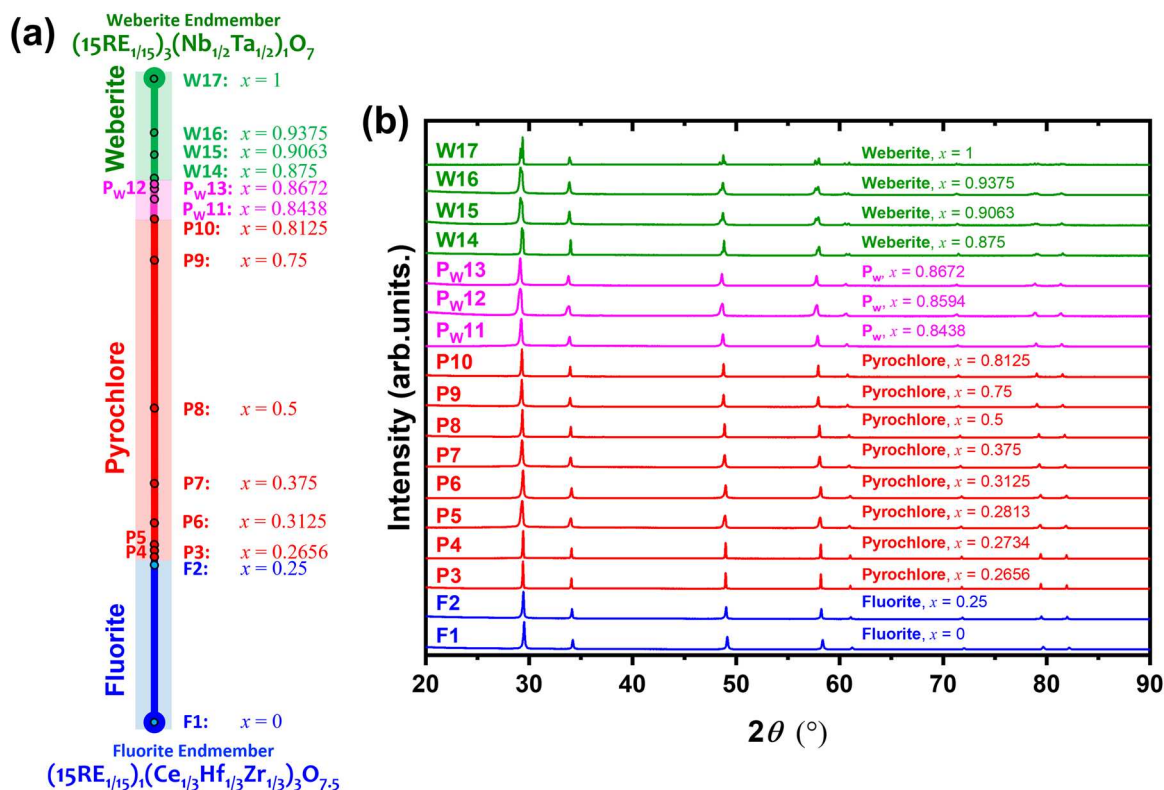 (a)
Weberite Endmember
(15RE1/15)3(Nb1/2Ta1/2)1O7
Weberite
W17: x = 1
W16: x = 0.9375
W15: x = 0.9063
W14: x = 0.875
PW12 PW13: x = 0.8672
PW11: x = 0.8438
P10: x = 0.8125
P9: x = 0.75
Pyrochlore
P8: x = 0.5
P7: x = 0.375
P6: x = 0.3125
P5
P4 P3: x = 0.2656
F2: x = 0.25
Fluorite
F1: x = 0
Fluorite Endmember
(15RE1/15)1(Ce1/3Hf1/3Zr1/3)3O7.5
(b)
Intensity (arb.units.)
W17 Weberite, x = 1
W16 Weberite, x = 0.9375
W15 Weberite, x = 0.9063
W14 Weberite, x = 0.875
PW13 Pw, x = 0.8672
PW12 Pw, x = 0.8594
PW11 Pw, x = 0.8438
P10 Pyrochlore, x = 0.8125
P9 Pyrochlore, x = 0.75
P8 Pyrochlore, x = 0.5
P7 Pyrochlore, x = 0.375
P6 Pyrochlore, x = 0.3125
P5 Pyrochlore, x = 0.2813
P4 Pyrochlore, x = 0.2734
P3 Pyrochlore, x = 0.2656
F2 Fluorite, x = 0.25
F1 Fluorite, x = 0
20 30 40 50 60 70 80 90
2θ (°)